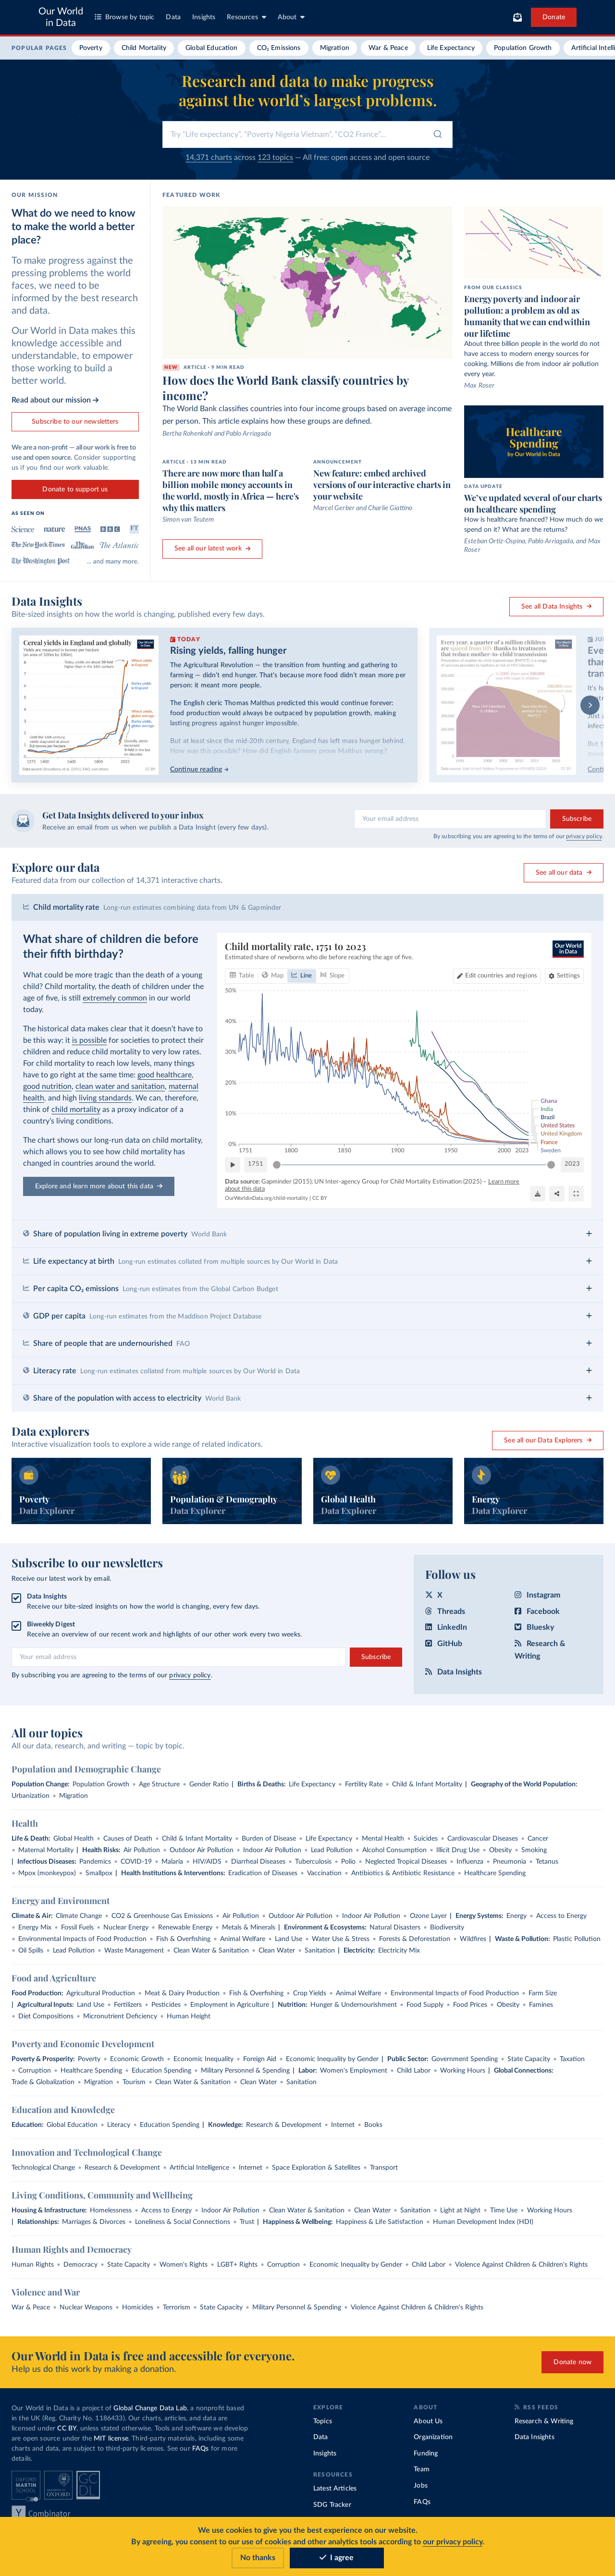 Our World
in Data
Browse by topic
Data
Insights
Resources
About
Donate
POPULAR PAGES
Poverty
Child Mortality
Global Education
CO₂ Emissions
Migration
War & Peace
Life Expectancy
Population Growth
Artificial Intelli
Research and data to make progress
against the world's largest problems.
Try "Life expectancy", "Poverty Nigeria Vietnam", "CO2 France"...
14,371 charts across 123 topics — All free: open access and open source
OUR MISSION
What do we need to know
to make the world a better
place?
To make progress against the
pressing problems the world
faces, we need to be
informed by the best research
and data.
Our World in Data makes this
knowledge accessible and
understandable, to empower
those working to build a
better world.
Read about our mission →
Subscribe to our newsletters
We are a non-profit — all our work is free to
use and open source. Consider supporting
us if you find our work valuable.
Donate to support us
AS SEEN ON
Science
nature
PNAS
BBC
FT
The New York Times
The Guardian
The Atlantic
The Washington Post
... and many more.
FEATURED WORK
NEW ARTICLE · 9 MIN READ
How does the World Bank classify countries by
income?
The World Bank classifies countries into four income groups based on average income
per person. This article explains how these groups are defined.
Bertha Rohenkohl and Pablo Arriagada
ARTICLE · 13 MIN READ
There are now more than half a
billion mobile money accounts in
the world, mostly in Africa — here's
why this matters
Simon van Teutem
ANNOUNCEMENT
New feature: embed archived
versions of our interactive charts in
your website
Marcel Gerber and Charlie Giattino
See all our latest work →
FROM OUR CLASSICS
Energy poverty and indoor air
pollution: a problem as old as
humanity that we can end within
our lifetime
About three billion people in the world do not
have access to modern energy sources for
cooking. Millions die from indoor air pollution
every year.
Max Roser
Healthcare
Spending
by Our World in Data
DATA UPDATE
We've updated several of our charts
on healthcare spending
How is healthcare financed? How much do we
spend on it? What are the returns?
Esteban Ortiz-Ospina, Pablo Arriagada, and Max
Roser
Data Insights
Bite-sized insights on how the world is changing, published every few days.
See all Data Insights →
Cereal yields in England and globally
TODAY
Rising yields, falling hunger
The Agricultural Revolution — the transition from hunting and gathering to
farming — didn't end hunger. That's because more food didn't mean more per
person: it meant more people.
The English cleric Thomas Malthus predicted this would continue forever:
food production would always be outpaced by population growth, making
lasting progress against hunger impossible.
But at least since the mid-20th century, England has left mass hunger behind.
How was this possible? How did English farmers prove Malthus wrong?
Continue reading →
Every year, a quarter of a million children
are spared from HIV thanks to treatments
that reduce mother-to-child transmission
Get Data Insights delivered to your inbox
Receive an email from us when we publish a Data Insight (every few days).
Your email address
Subscribe
By subscribing you are agreeing to the terms of our privacy policy.
Explore our data
Featured data from our collection of 14,371 interactive charts.
See all our data →
Child mortality rate Long-run estimates combining data from UN & Gapminder
What share of children die before
their fifth birthday?
What could be more tragic than the death of a young
child? Child mortality, the death of children under the
age of five, is still extremely common in our world
today.
The historical data makes clear that it doesn't have to
be this way: it is possible for societies to protect their
children and reduce child mortality to very low rates.
For child mortality to reach low levels, many things
have to go right at the same time: good healthcare,
good nutrition, clean water and sanitation, maternal
health, and high living standards. We can, therefore,
think of child mortality as a proxy indicator of a
country's living conditions.
The chart shows our long-run data on child mortality,
which allows you to see how child mortality has
changed in countries around the world.
Explore and learn more about this data →
Child mortality rate, 1751 to 2023
Estimated share of newborns who die before reaching the age of five.
Our World
in Data
Table
Map
Line
Slope
Edit countries and regions
Settings
50%
40%
30%
20%
10%
0%
1751
1800
1850
1900
1950
2000
2023
Ghana
India
Brazil
United States
United Kingdom
France
Sweden
1751
2023
Data source: Gapminder (2015); UN Inter-agency Group for Child Mortality Estimation (2025) – Learn more
about this data
OurWorldinData.org/child-mortality | CC BY
Share of population living in extreme poverty World Bank
Life expectancy at birth Long-run estimates collated from multiple sources by Our World in Data
Per capita CO₂ emissions Long-run estimates from the Global Carbon Budget
GDP per capita Long-run estimates from the Maddison Project Database
Share of people that are undernourished FAO
Literacy rate Long-run estimates collated from multiple sources by Our World in Data
Share of the population with access to electricity World Bank
Data explorers
Interactive visualization tools to explore a wide range of related indicators.
See all our Data Explorers →
Poverty
Data Explorer
Population & Demography
Data Explorer
Global Health
Data Explorer
Energy
Data Explorer
Subscribe to our newsletters
Receive our latest work by email.
Data Insights
Receive our bite-sized insights on how the world is changing, every few days.
Biweekly Digest
Receive an overview of our recent work and highlights of our other work every two weeks.
Your email address
Subscribe
By subscribing you are agreeing to the terms of our privacy policy.
Follow us
X
Instagram
Threads
Facebook
LinkedIn
Bluesky
GitHub
Research &
Writing
Data Insights
All our topics
All our data, research, and writing — topic by topic.
Population and Demographic Change
Population Change: Population Growth • Age Structure • Gender Ratio | Births & Deaths: Life Expectancy • Fertility Rate • Child & Infant Mortality | Geography of the World Population:
Urbanization • Migration
Health
Life & Death: Global Health • Causes of Death • Child & Infant Mortality • Burden of Disease • Life Expectancy • Mental Health • Suicides • Cardiovascular Diseases • Cancer
• Maternal Mortality | Health Risks: Air Pollution • Outdoor Air Pollution • Indoor Air Pollution • Lead Pollution • Alcohol Consumption • Illicit Drug Use • Obesity • Smoking
| Infectious Diseases: Pandemics • COVID-19 • Malaria • HIV/AIDS • Diarrheal Diseases • Tuberculosis • Polio • Neglected Tropical Diseases • Influenza • Pneumonia • Tetanus
• Mpox (monkeypox) • Smallpox | Health Institutions & Interventions: Eradication of Diseases • Vaccination • Antibiotics & Antibiotic Resistance • Healthcare Spending
Energy and Environment
Climate & Air: Climate Change • CO2 & Greenhouse Gas Emissions • Air Pollution • Outdoor Air Pollution • Indoor Air Pollution • Ozone Layer | Energy Systems: Energy • Access to Energy
• Energy Mix • Fossil Fuels • Nuclear Energy • Renewable Energy • Metals & Minerals | Environment & Ecosystems: Natural Disasters • Biodiversity
• Environmental Impacts of Food Production • Fish & Overfishing • Animal Welfare • Land Use • Water Use & Stress • Forests & Deforestation • Wildfires | Waste & Pollution: Plastic Pollution
• Oil Spills • Lead Pollution • Waste Management • Clean Water & Sanitation • Clean Water • Sanitation | Electricity: Electricity Mix
Food and Agriculture
Food Production: Agricultural Production • Meat & Dairy Production • Fish & Overfishing • Crop Yields • Animal Welfare • Environmental Impacts of Food Production • Farm Size
| Agricultural Inputs: Land Use • Fertilizers • Pesticides • Employment in Agriculture | Nutrition: Hunger & Undernourishment • Food Supply • Food Prices • Obesity • Famines
• Diet Compositions • Micronutrient Deficiency • Human Height
Poverty and Economic Development
Poverty & Prosperity: Poverty • Economic Growth • Economic Inequality • Foreign Aid • Economic Inequality by Gender | Public Sector: Government Spending • State Capacity • Taxation
• Corruption • Healthcare Spending • Education Spending • Military Personnel & Spending | Labor: Women's Employment • Child Labor • Working Hours | Global Connections:
Trade & Globalization • Migration • Tourism • Clean Water & Sanitation • Clean Water • Sanitation
Education and Knowledge
Education: Global Education • Literacy • Education Spending | Knowledge: Research & Development • Internet • Books
Innovation and Technological Change
Technological Change • Research & Development • Artificial Intelligence • Internet • Space Exploration & Satellites • Transport
Living Conditions, Community and Wellbeing
Housing & Infrastructure: Homelessness • Access to Energy • Indoor Air Pollution • Clean Water & Sanitation • Clean Water • Sanitation • Light at Night • Time Use • Working Hours
| Relationships: Marriages & Divorces • Loneliness & Social Connections • Trust | Happiness & Wellbeing: Happiness & Life Satisfaction • Human Development Index (HDI)
Human Rights and Democracy
Human Rights • Democracy • State Capacity • Women's Rights • LGBT+ Rights • Corruption • Economic Inequality by Gender • Child Labor • Violence Against Children & Children's Rights
Violence and War
War & Peace • Nuclear Weapons • Homicides • Terrorism • State Capacity • Military Personnel & Spending • Violence Against Children & Children's Rights
Our World in Data is free and accessible for everyone.
Help us do this work by making a donation.
Donate now
Our World in Data is a project of Global Change Data Lab, a nonprofit based
in the UK (Reg. Charity No. 1186433). Our charts, articles, and data are
licensed under CC BY, unless stated otherwise. Tools and software we develop
are open source under the MIT license. Third-party materials, including some
charts and data, are subject to third-party licenses. See our FAQs for more
details.
OXFORD
MARTIN
SCHOOL
UNIVERSITY OF
OXFORD
GC
DL
Y Combinator
EXPLORE
Topics
Data
Insights
RESOURCES
Latest Articles
SDG Tracker
ABOUT
About Us
Organization
Funding
Team
Jobs
FAQs
RSS FEEDS
Research & Writing
Data Insights
We use cookies to give you the best experience on our website.
By agreeing, you consent to our use of cookies and other analytics tools according to our privacy policy.
No thanks
I agree